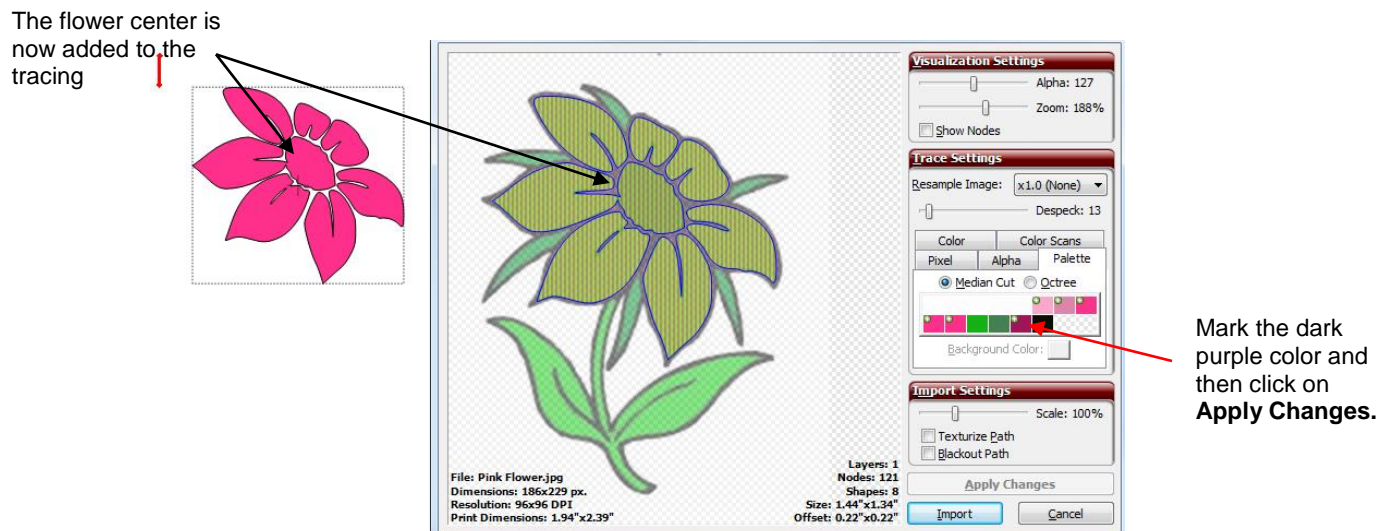 The flower center is
now added to the
tracing
Visualization Settings
Alpha: 127
Zoom: 188%
Show Nodes
Trace Settings
Resample Image: x1.0 (None)
Despeck: 13
Color Color Scans
Pixel Alpha Palette
Median Cut Octree
Background Color:
Import Settings
Scale: 100%
Texturize Path
Blackout Path
Apply Changes
Import Cancel
File: Pink Flower.jpg
Dimensions: 186x229 px.
Resolution: 96x96 DPI
Print Dimensions: 1.94"x2.39"
Layers: 1
Nodes: 121
Shapes: 8
Size: 1.44"x1.34"
Offset: 0.22"x0.22"
Mark the dark
purple color and
then click on
Apply Changes.